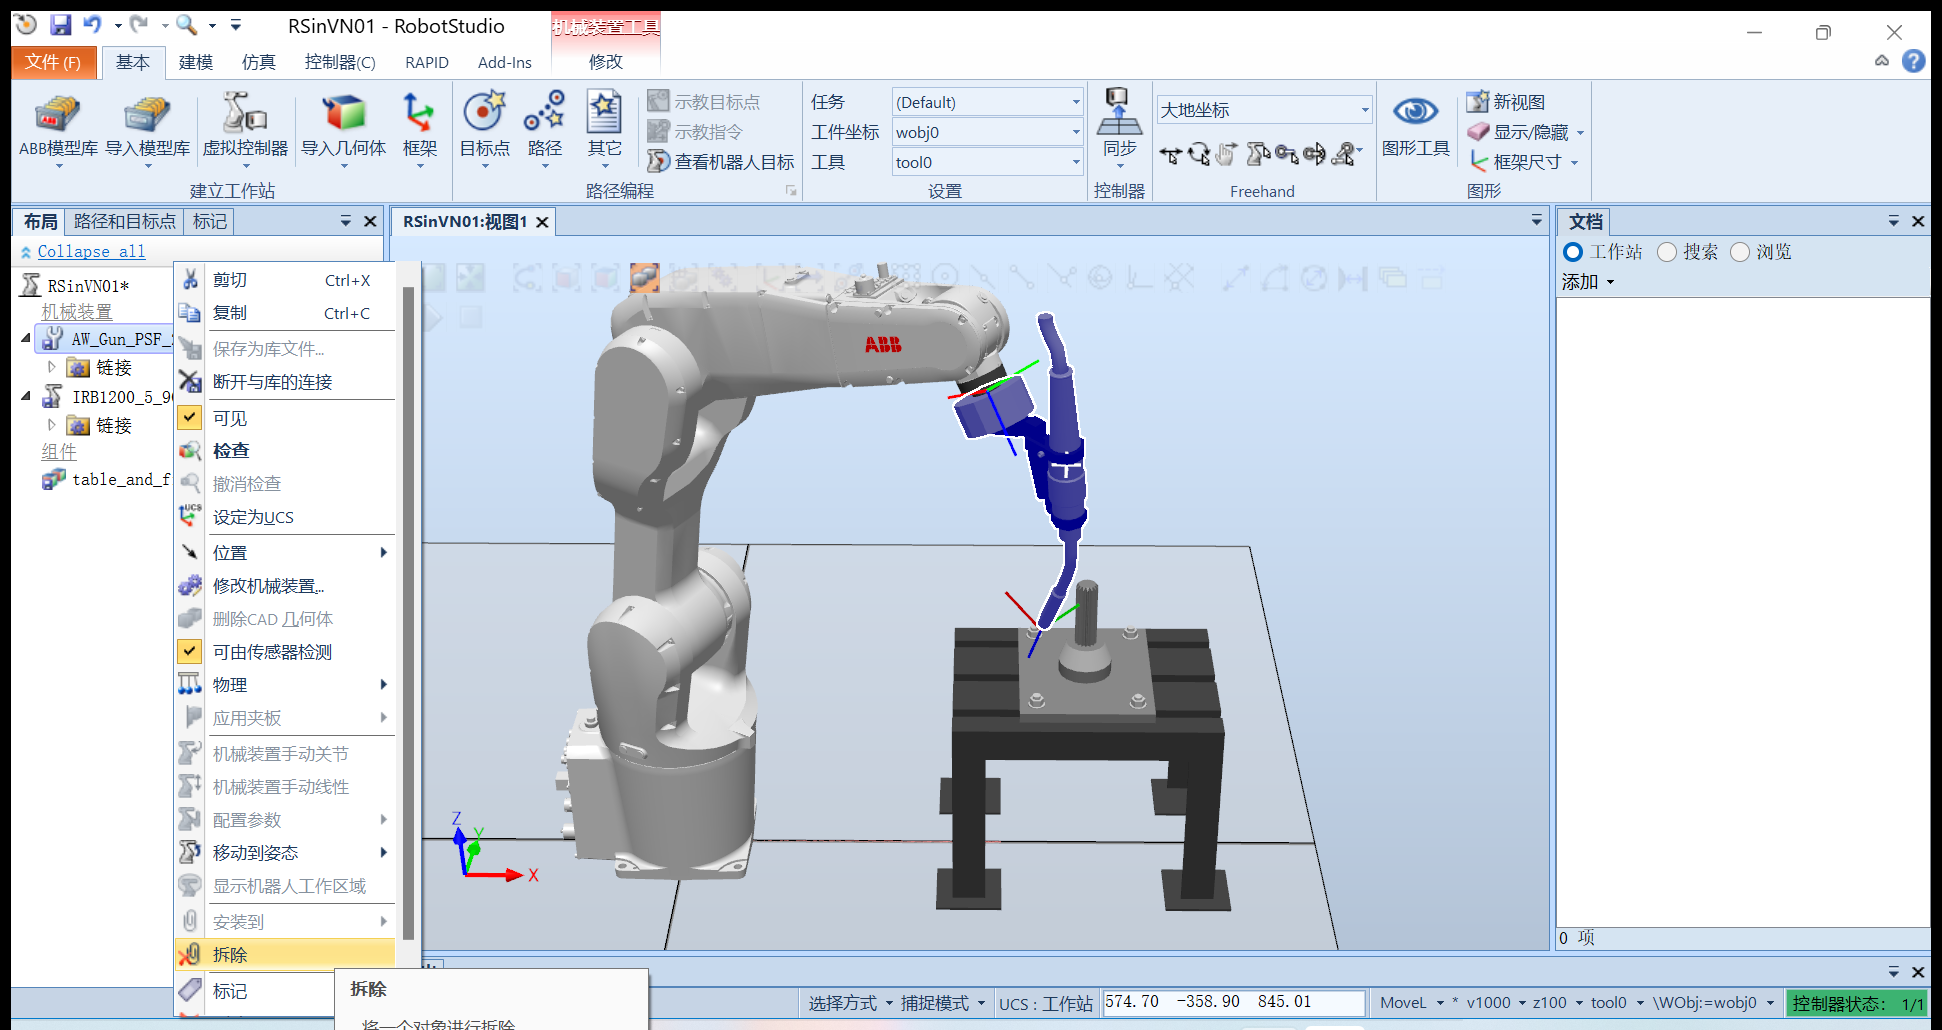 RSinVN01 - RobotStudio
机械装置工具
文件(F) 基本 建模 仿真 控制器(C) RAPID Add-Ins 修改
ABB模型库 导入模型库 虚拟控制器 导入几何体 框架
建立工作站
目标点 路径 其它
示教目标点
示教指令
查看机器人目标
路径编程
任务 (Default)
工件坐标 wobj0
工具 tool0
设置
同步
控制器
大地坐标
Freehand
图形工具
新视图
显示/隐藏
框架尺寸
图形
布局 路径和目标点 标记
RSinVN01:视图1
文档
Collapse all
RSinVN01*
机械装置
AW_Gun_PSF_
链接
IRB1200_5_9
链接
组件
table_and_f
剪切 Ctrl+X
复制 Ctrl+C
保存为库文件...
断开与库的连接
可见
检查
撤消检查
设定为UCS
位置
修改机械装置...
删除CAD 几何体
可由传感器检测
物理
应用夹板
机械装置手动关节
机械装置手动线性
配置参数
移动到姿态
显示机器人工作区域
安装到
拆除
标记
拆除
将一个对象进行拆除
ABB
Z
Y
X
工作站 搜索 浏览
添加
0 项
选择方式 捕捉模式 UCS : 工作站 574.70 -358.90 845.01 MoveL * v1000 z100 tool0 \WObj:=wobj0 控制器状态: 1/1